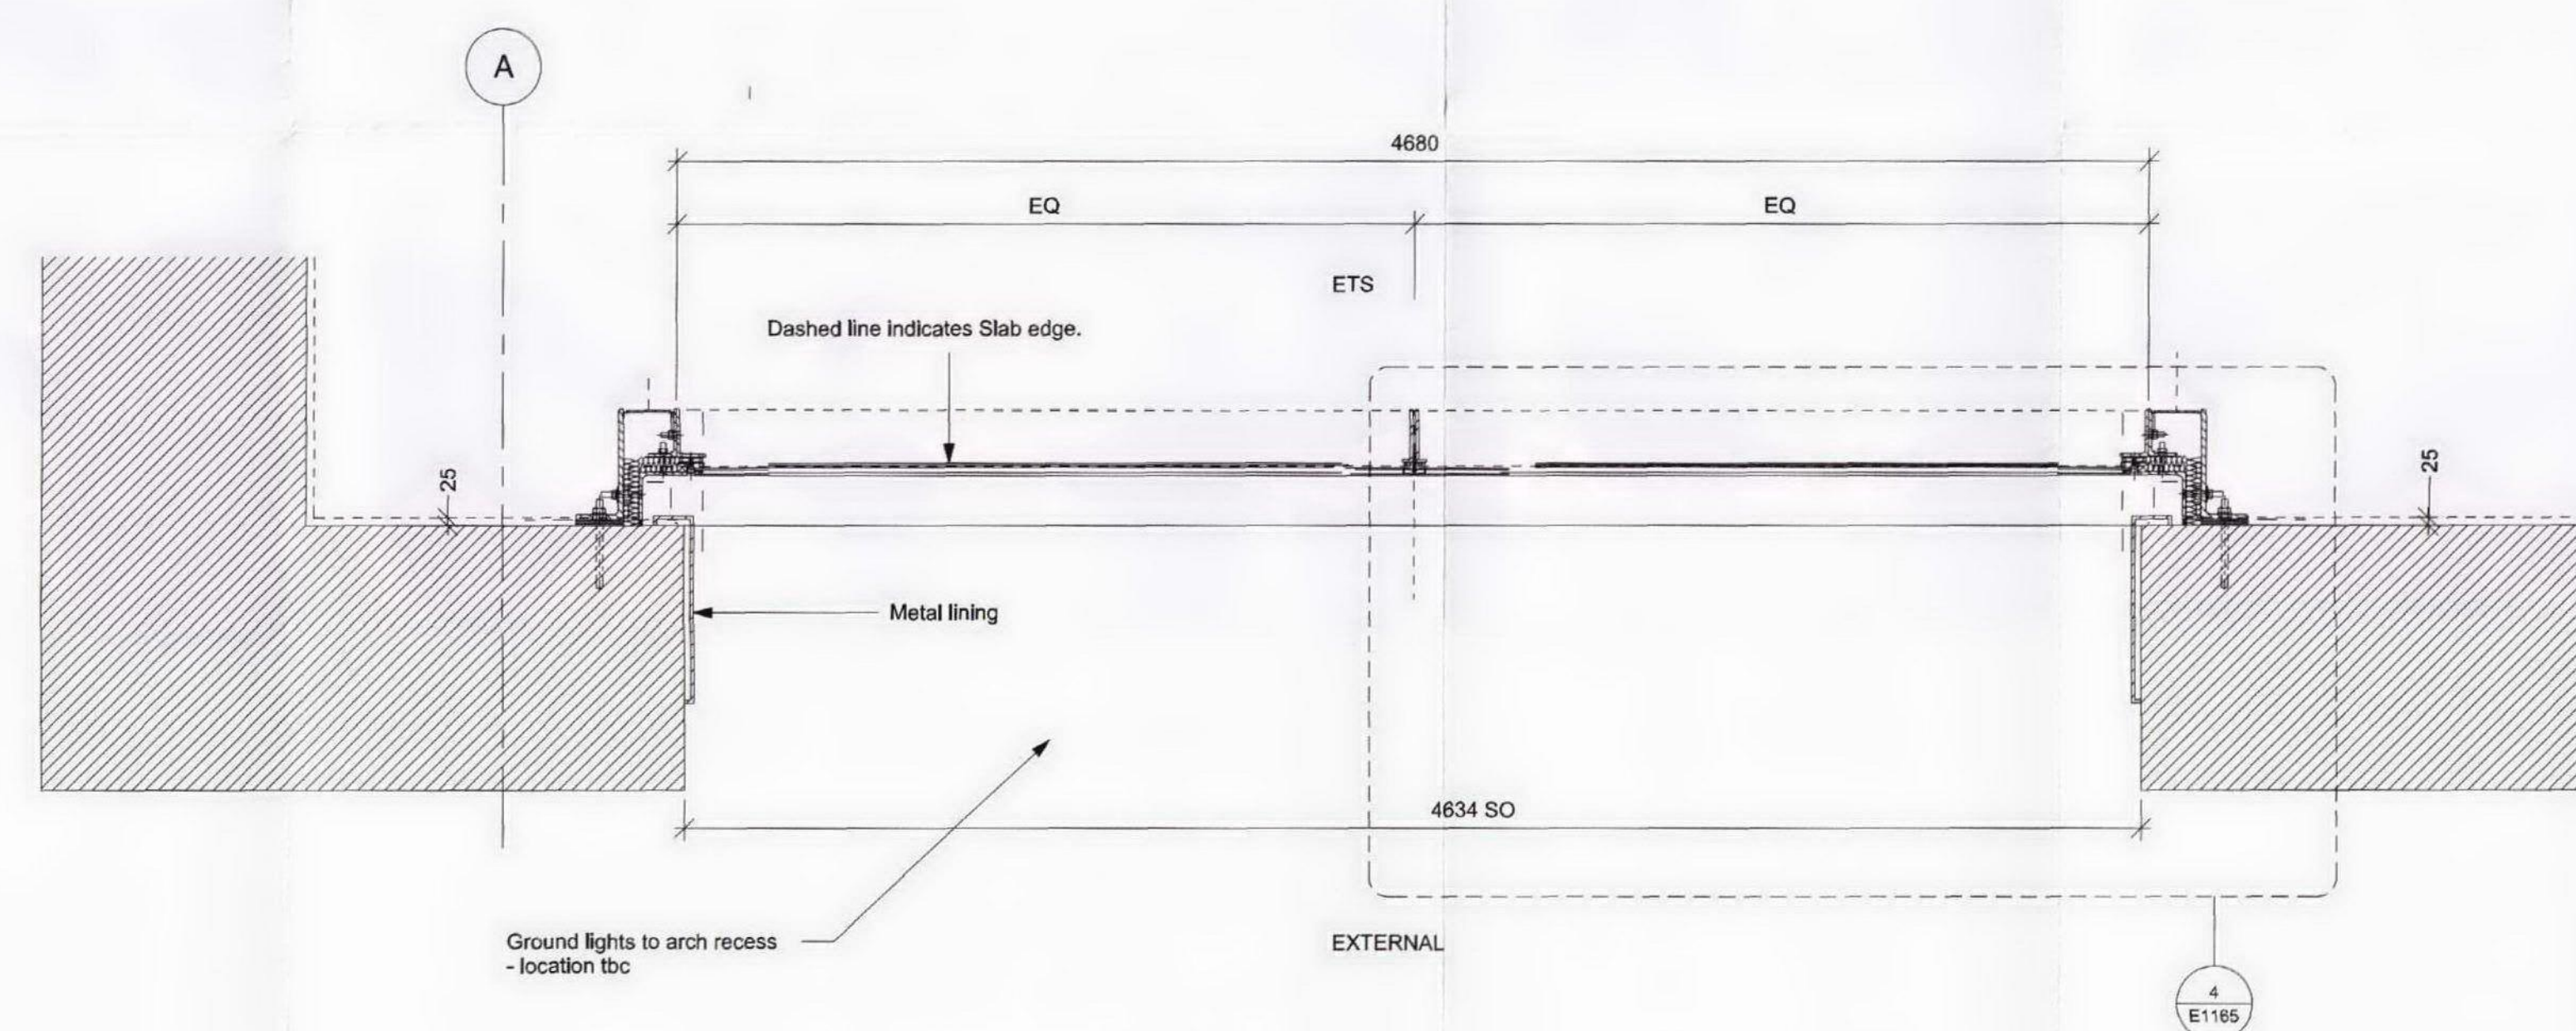 A
4680
EQ
EQ
ETS
Dashed line indicates Slab edge.
25
25
Metal lining
4634 SO
Ground lights to arch recess
- location tbc
EXTERNAL
4
E1165